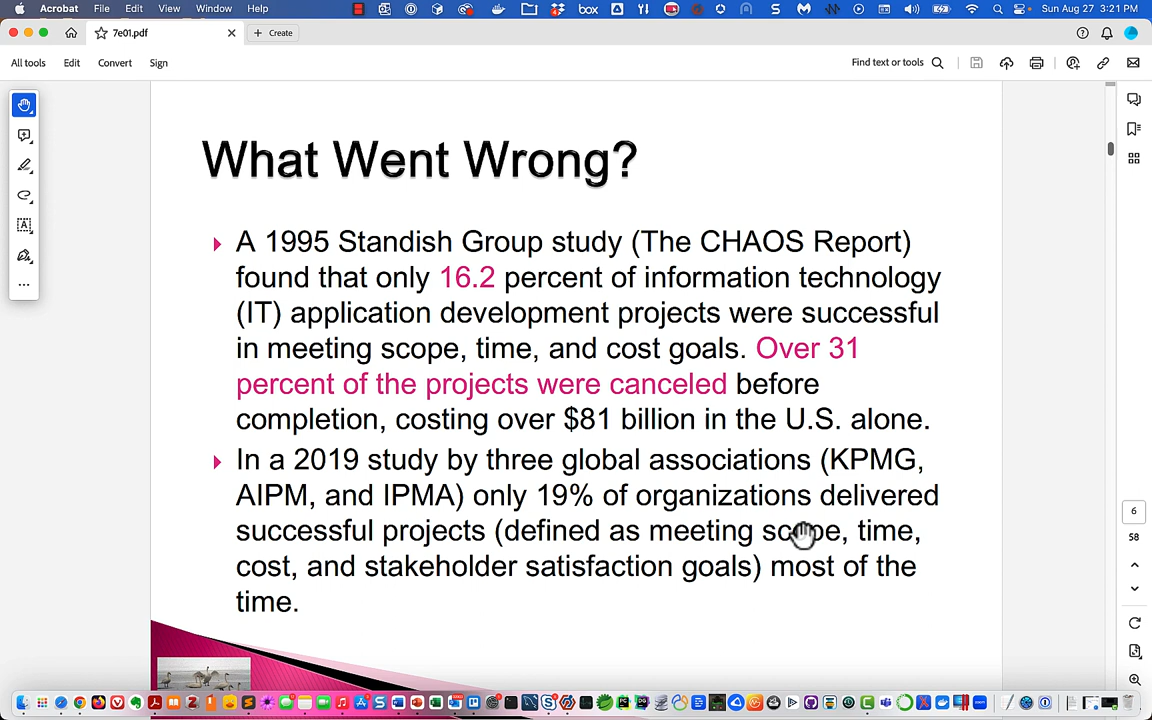 Acrobat File Edit View Window Help
box
Sun Aug 27 3:21 PM
7e01.pdf
+ Create
All tools Edit Convert Sign
Find text or tools
What Went Wrong?
A 1995 Standish Group study (The CHAOS Report)
found that only 16.2 percent of information technology
(IT) application development projects were successful
in meeting scope, time, and cost goals. Over 31
percent of the projects were canceled before
completion, costing over $81 billion in the U.S. alone.
In a 2019 study by three global associations (KPMG,
AIPM, and IPMA) only 19% of organizations delivered
successful projects (defined as meeting scope, time,
cost, and stakeholder satisfaction goals) most of the
time.
6
58